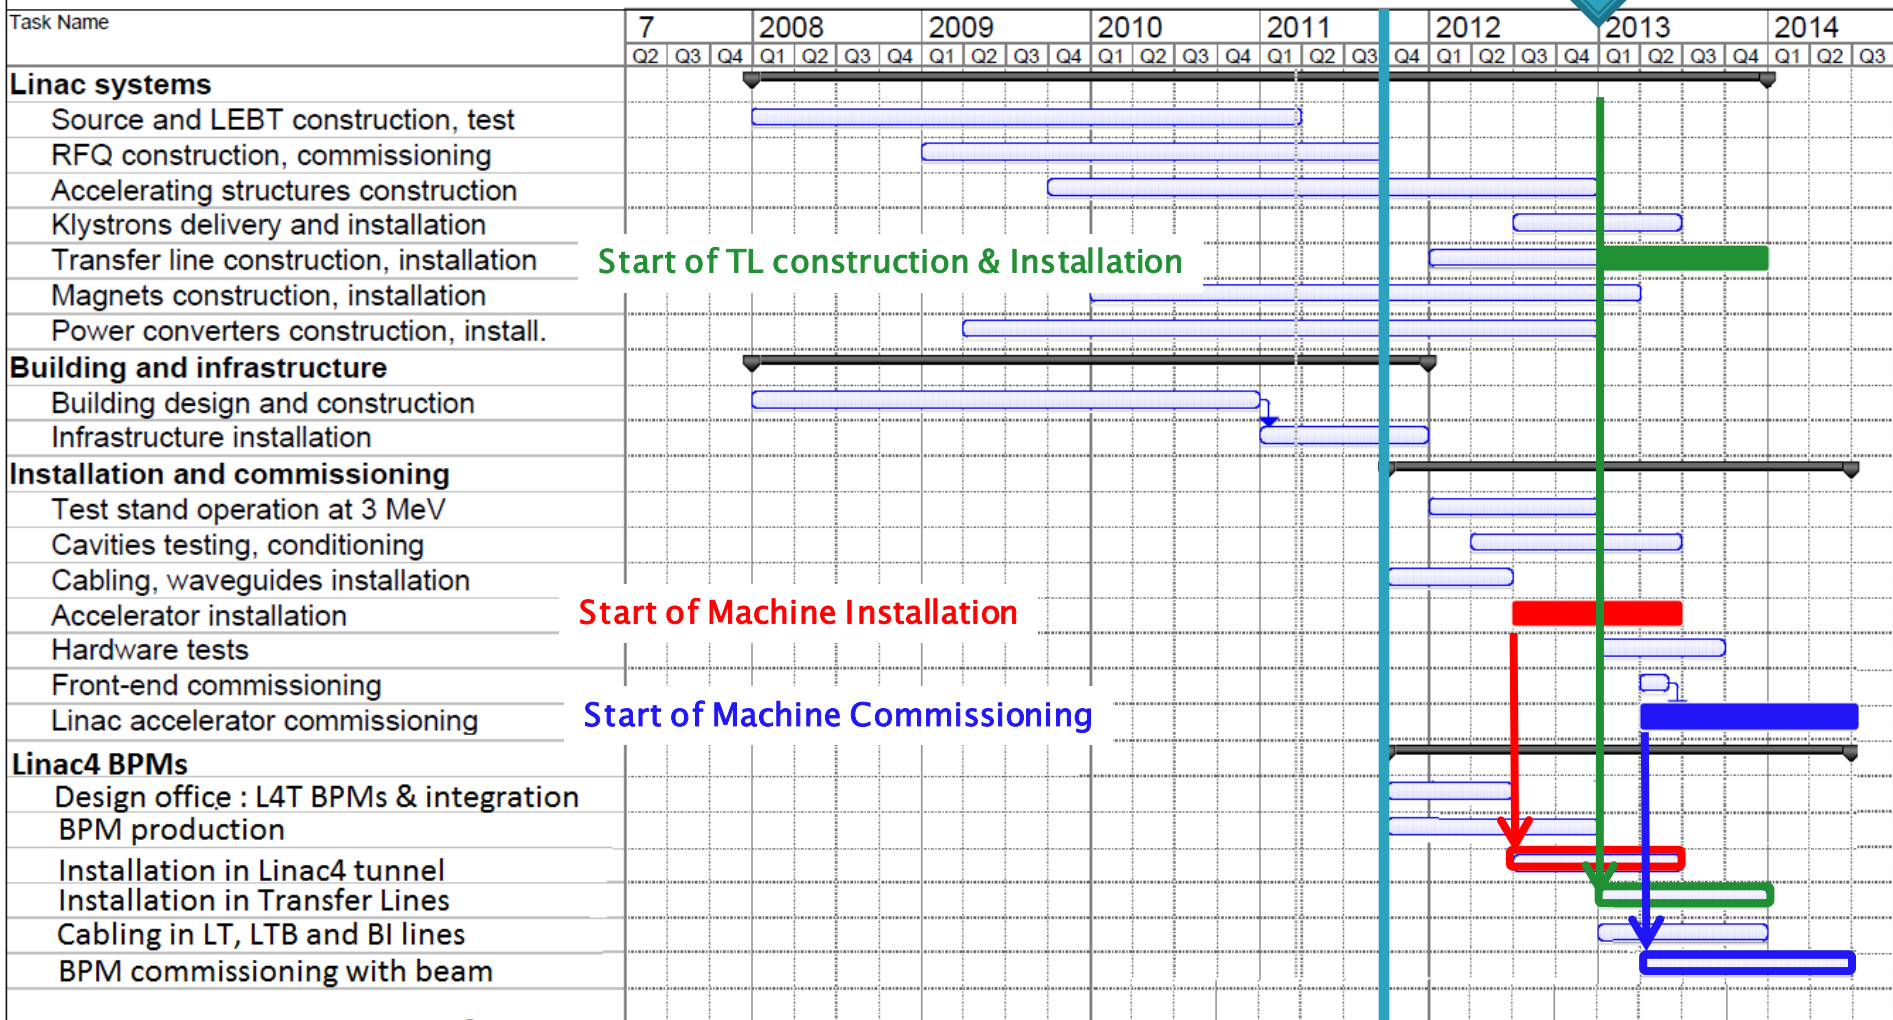 Task Name
7 2008 2009 2010 2011 2012 2013 2014
Q2 Q3 Q4 Q1 Q2 Q3 Q4 Q1 Q2 Q3 Q4 Q1 Q2 Q3 Q4 Q1 Q2 Q3 Q4 Q1 Q2 Q3 Q4 Q1 Q2 Q3 Q4 Q1 Q2 Q3
Linac systems
Source and LEBT construction, test
RFQ construction, commissioning
Accelerating structures construction
Klystrons delivery and installation
Transfer line construction, installation
Start of TL construction & Installation
Magnets construction, installation
Power converters construction, install.
Building and infrastructure
Building design and construction
Infrastructure installation
Installation and commissioning
Test stand operation at 3 MeV
Cavities testing, conditioning
Cabling, waveguides installation
Accelerator installation
Start of Machine Installation
Hardware tests
Front-end commissioning
Linac accelerator commissioning
Start of Machine Commissioning
Linac4 BPMs
Design office : L4T BPMs & integration
BPM production
Installation in Linac4 tunnel
Installation in Transfer Lines
Cabling in LT, LTB and BI lines
BPM commissioning with beam